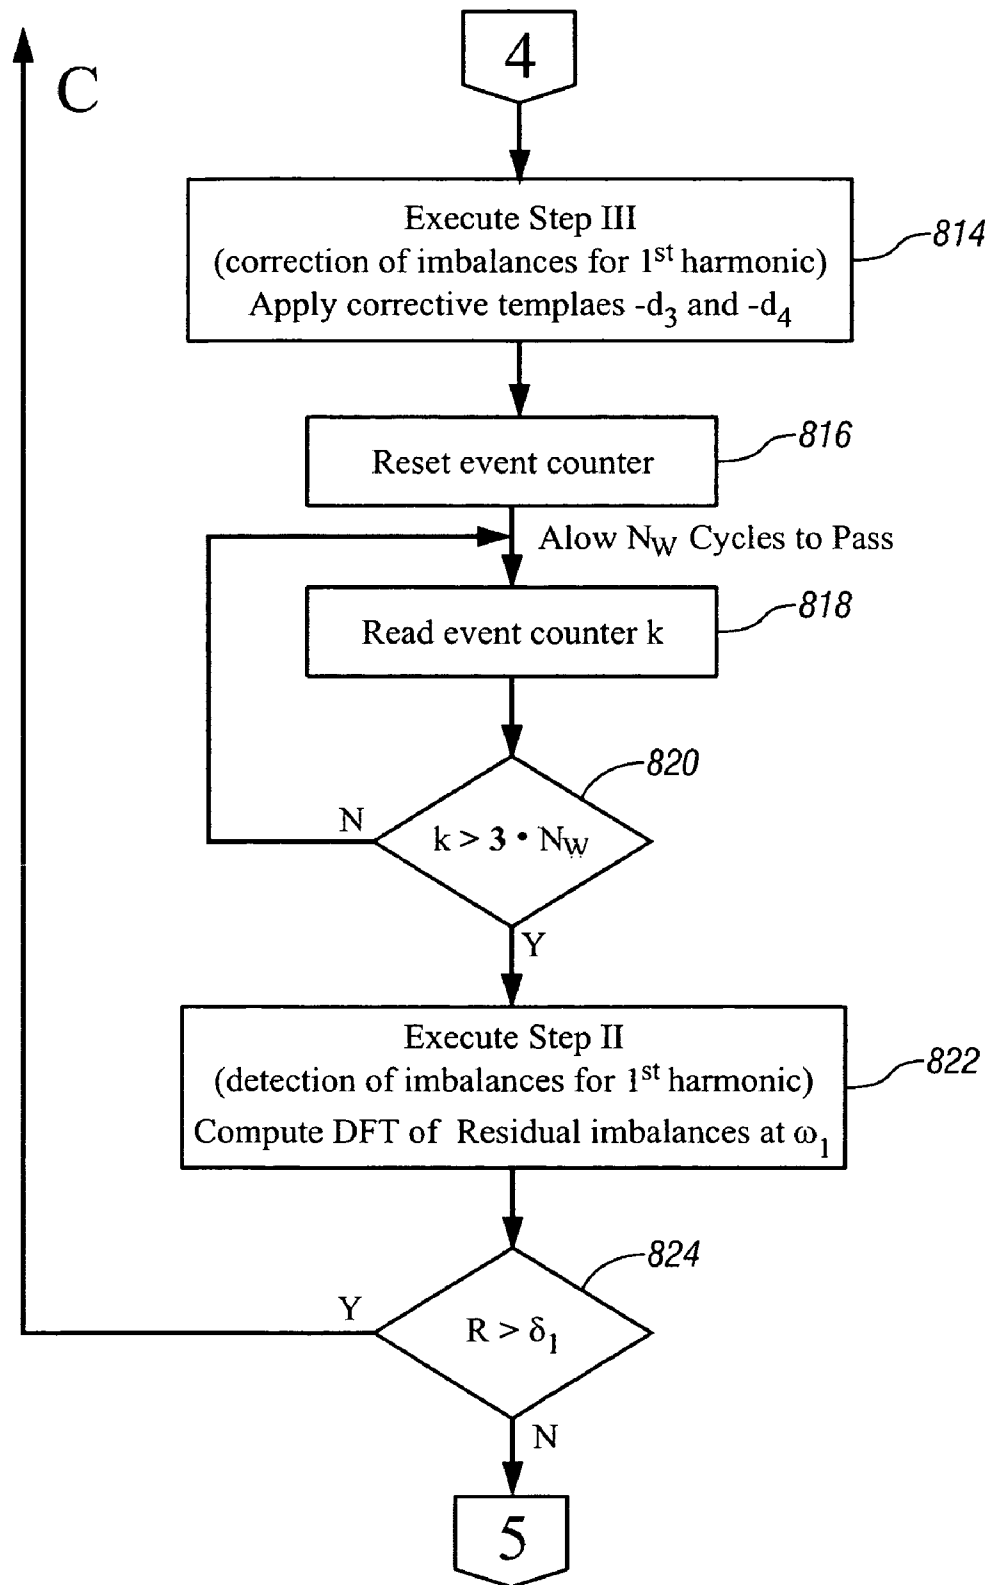 4
C
Execute Step III
(correction of imbalances for 1st harmonic)
Apply corrective templaes -d3 and -d4
814
Reset event counter
816
Alow NW Cycles to Pass
Read event counter k
818
820
N
k > 3 • NW
Y
Execute Step II
(detection of imbalances for 1st harmonic)
Compute DFT of Residual imbalances at ω1
822
824
Y
R > δ1
N
5